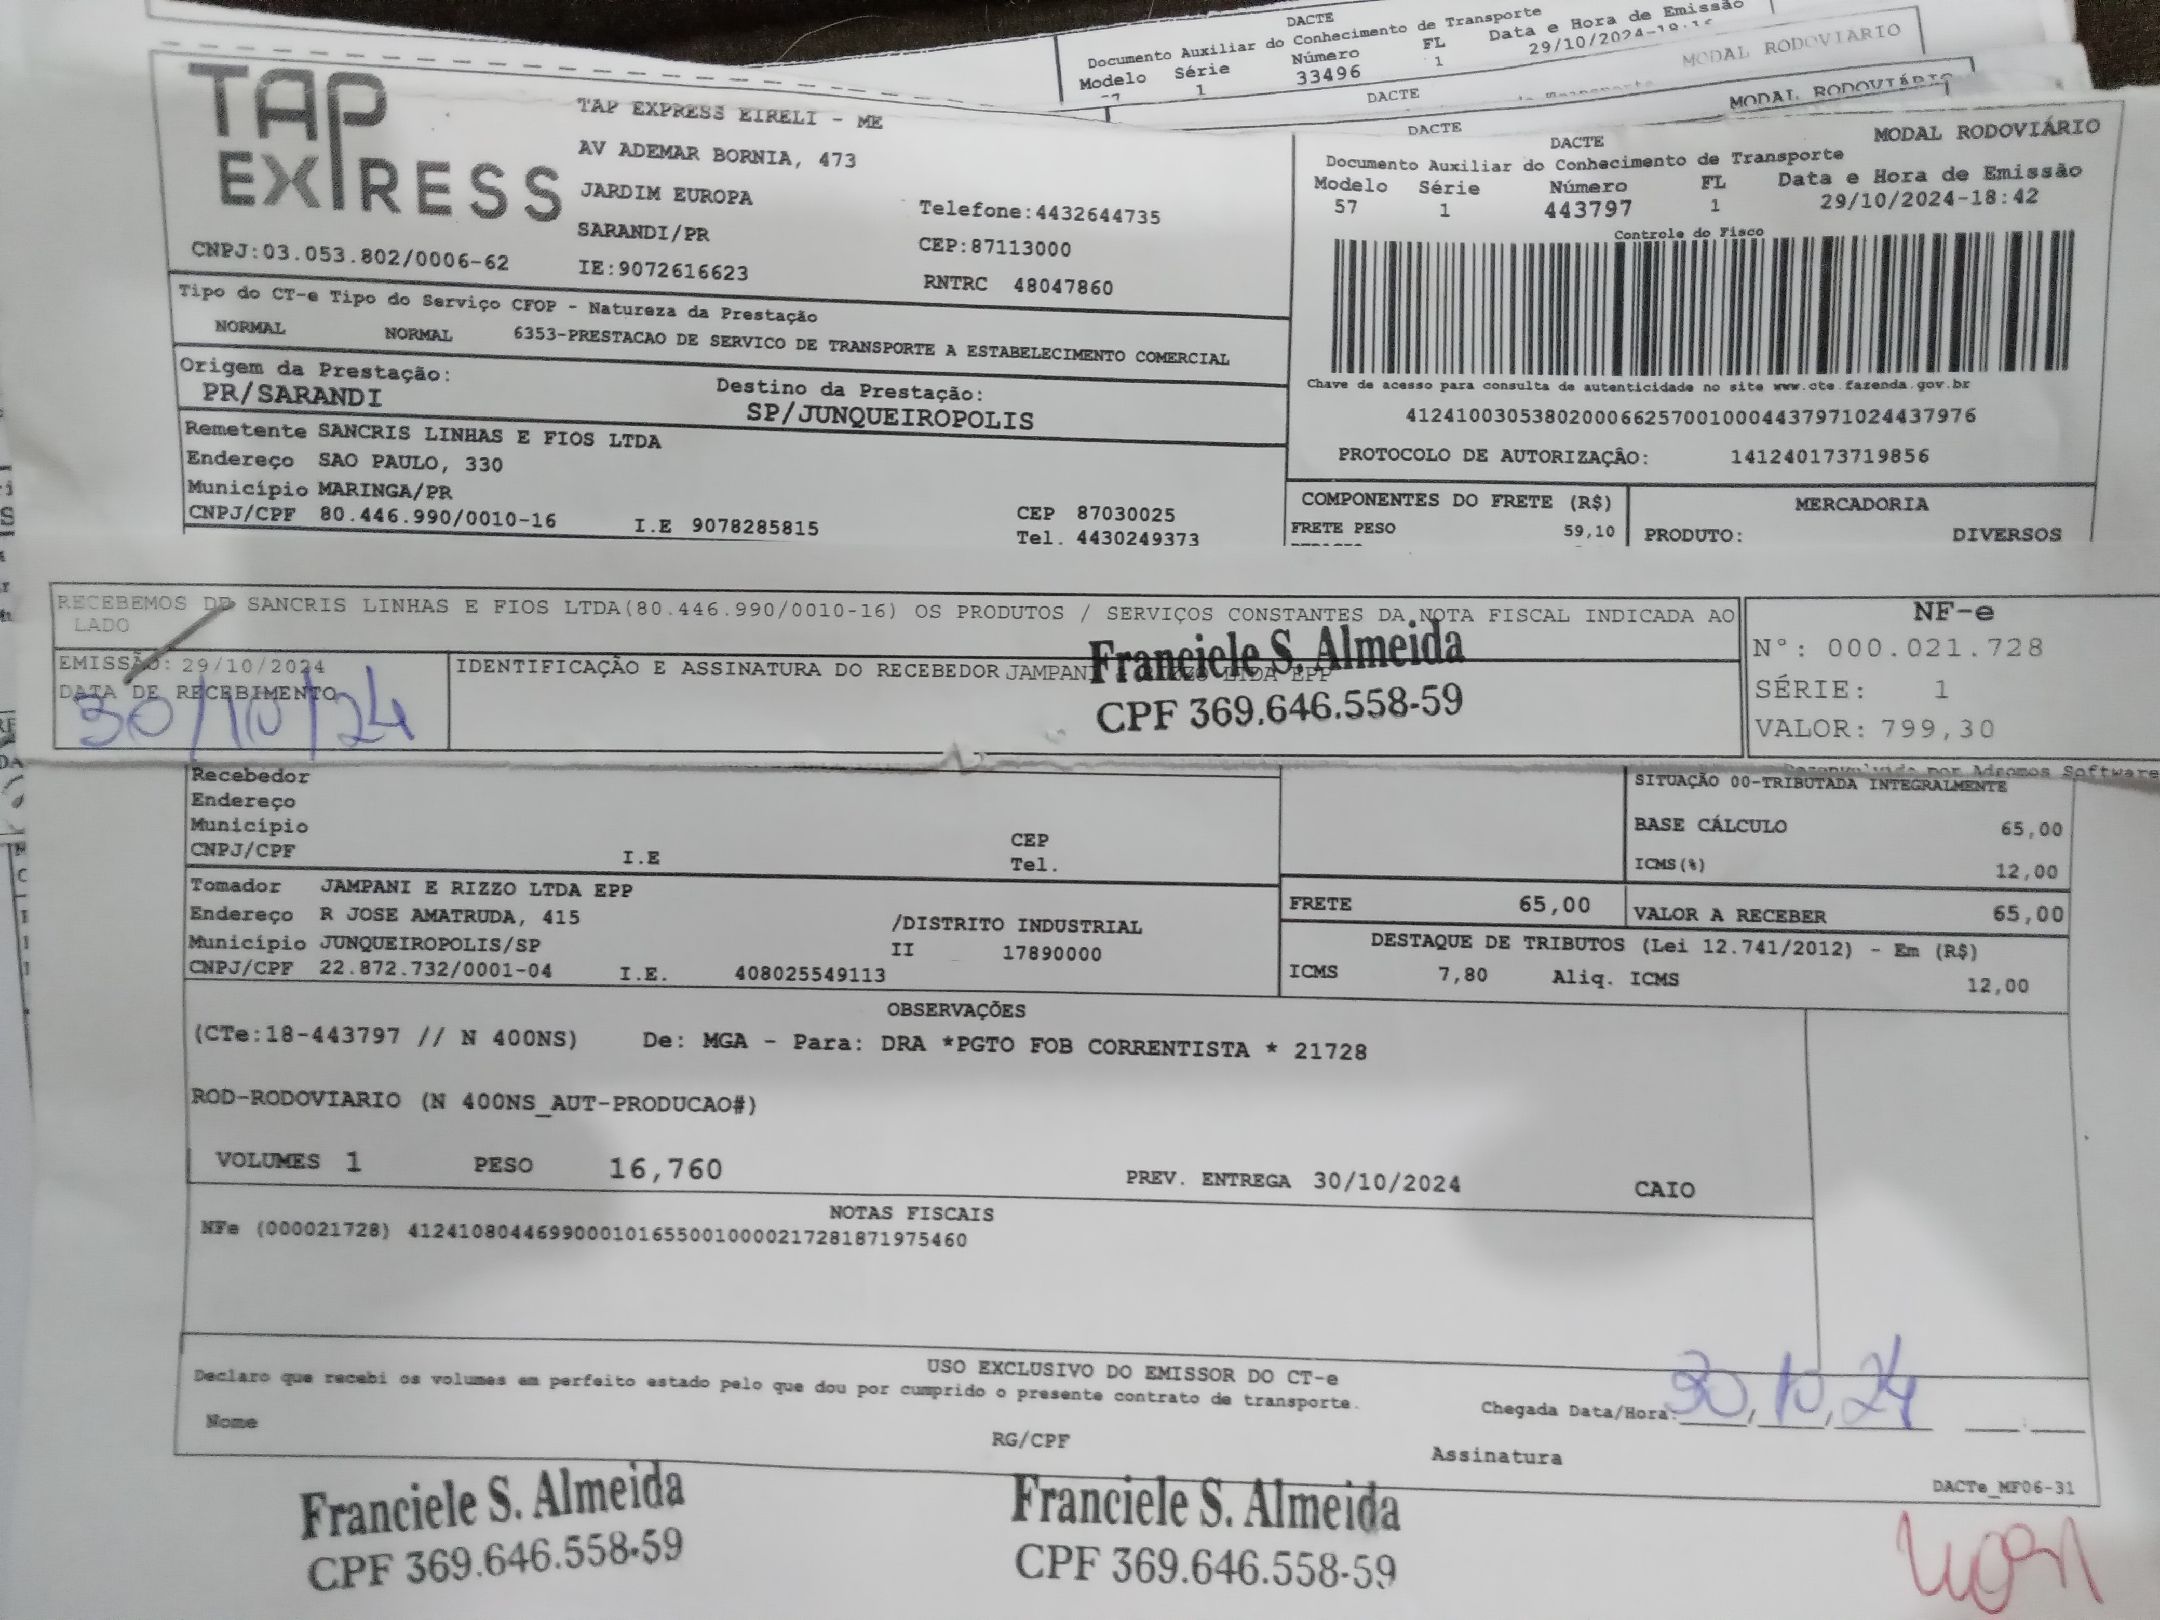 DACTE
Documento Auxiliar do Conhecimento de Transporte
Modelo Série Número FL Data e Hora de Emissão
1 33496 1 29/10/2024
MODAL RODOVIARIO
DACTE
MODAL RODOVIÁRIO
DACTE
TAP EXPRESS
TAP EXPRESS EIRELI - ME
AV ADEMAR BORNIA, 473
JARDIM EUROPA
SARANDI/PR
Telefone:4432644735
CEP:87113000
CNPJ:03.053.802/0006-62
IE:9072616623
RNTRC 48047860
DACTE
MODAL RODOVIÁRIO
Documento Auxiliar do Conhecimento de Transporte
Modelo Série Número FL Data e Hora de Emissão
57 1 443797 1 29/10/2024-18:42
Controle do Fisco
Chave de acesso para consulta de autenticidade no site www.cte.fazenda.gov.br
41241003053802000662570010004437971024437976
PROTOCOLO DE AUTORIZAÇÃO: 141240173719856
Tipo do CT-e Tipo do Serviço CFOP - Natureza da Prestação
NORMAL NORMAL 6353-PRESTACAO DE SERVICO DE TRANSPORTE A ESTABELECIMENTO COMERCIAL
Origem da Prestação: Destino da Prestação:
PR/SARANDI SP/JUNQUEIROPOLIS
Remetente SANCRIS LINHAS E FIOS LTDA
Endereço SAO PAULO, 330
Município MARINGA/PR CEP 87030025
CNPJ/CPF 80.446.990/0010-16 I.E 9078285815 Tel. 4430249373
COMPONENTES DO FRETE (R$) MERCADORIA
FRETE PESO 59,10 PRODUTO: DIVERSOS
RECEBEMOS DE SANCRIS LINHAS E FIOS LTDA(80.446.990/0010-16) OS PRODUTOS / SERVIÇOS CONSTANTES DA NOTA FISCAL INDICADA AO
LADO
EMISSÃO: 29/10/2024
IDENTIFICAÇÃO E ASSINATURA DO RECEBEDOR JAMPANI LTDA EPP
DATA DE RECEBIMENTO
30/10/24
Franciele S. Almeida
CPF 369.646.558-59
NF-e
N°: 000.021.728
SÉRIE: 1
VALOR: 799,30
Desenvolvido por Adromos Software
Recebedor
Endereço
Município CEP
CNPJ/CPF I.E Tel.
SITUAÇÃO 00-TRIBUTADA INTEGRALMENTE
BASE CÁLCULO 65,00
ICMS(%) 12,00
Tomador JAMPANI E RIZZO LTDA EPP
Endereço R JOSE AMATRUDA, 415 /DISTRITO INDUSTRIAL
Município JUNQUEIROPOLIS/SP II 17890000
CNPJ/CPF 22.872.732/0001-04 I.E. 408025549113
FRETE 65,00 VALOR A RECEBER 65,00
DESTAQUE DE TRIBUTOS (Lei 12.741/2012) - Em (R$)
ICMS 7,80 Aliq. ICMS 12,00
OBSERVAÇÕES
(CTe:18-443797 // N 400NS) De: MGA - Para: DRA *PGTO FOB CORRENTISTA * 21728
ROD-RODOVIARIO (N 400NS_AUT-PRODUCAO#)
VOLUMES 1 PESO 16,760 PREV. ENTREGA 30/10/2024 CAIO
NOTAS FISCAIS
NFe (000021728) 41241080446990001016550010000217281871975460
USO EXCLUSIVO DO EMISSOR DO CT-e
Declaro que recebi os volumes em perfeito estado pelo que dou por cumprido o presente contrato de transporte.
Chegada Data/Hora: 30,10,24
Nome RG/CPF Assinatura
DACTe_MF06-31
Franciele S. Almeida
CPF 369.646.558-59
Franciele S. Almeida
CPF 369.646.558-59